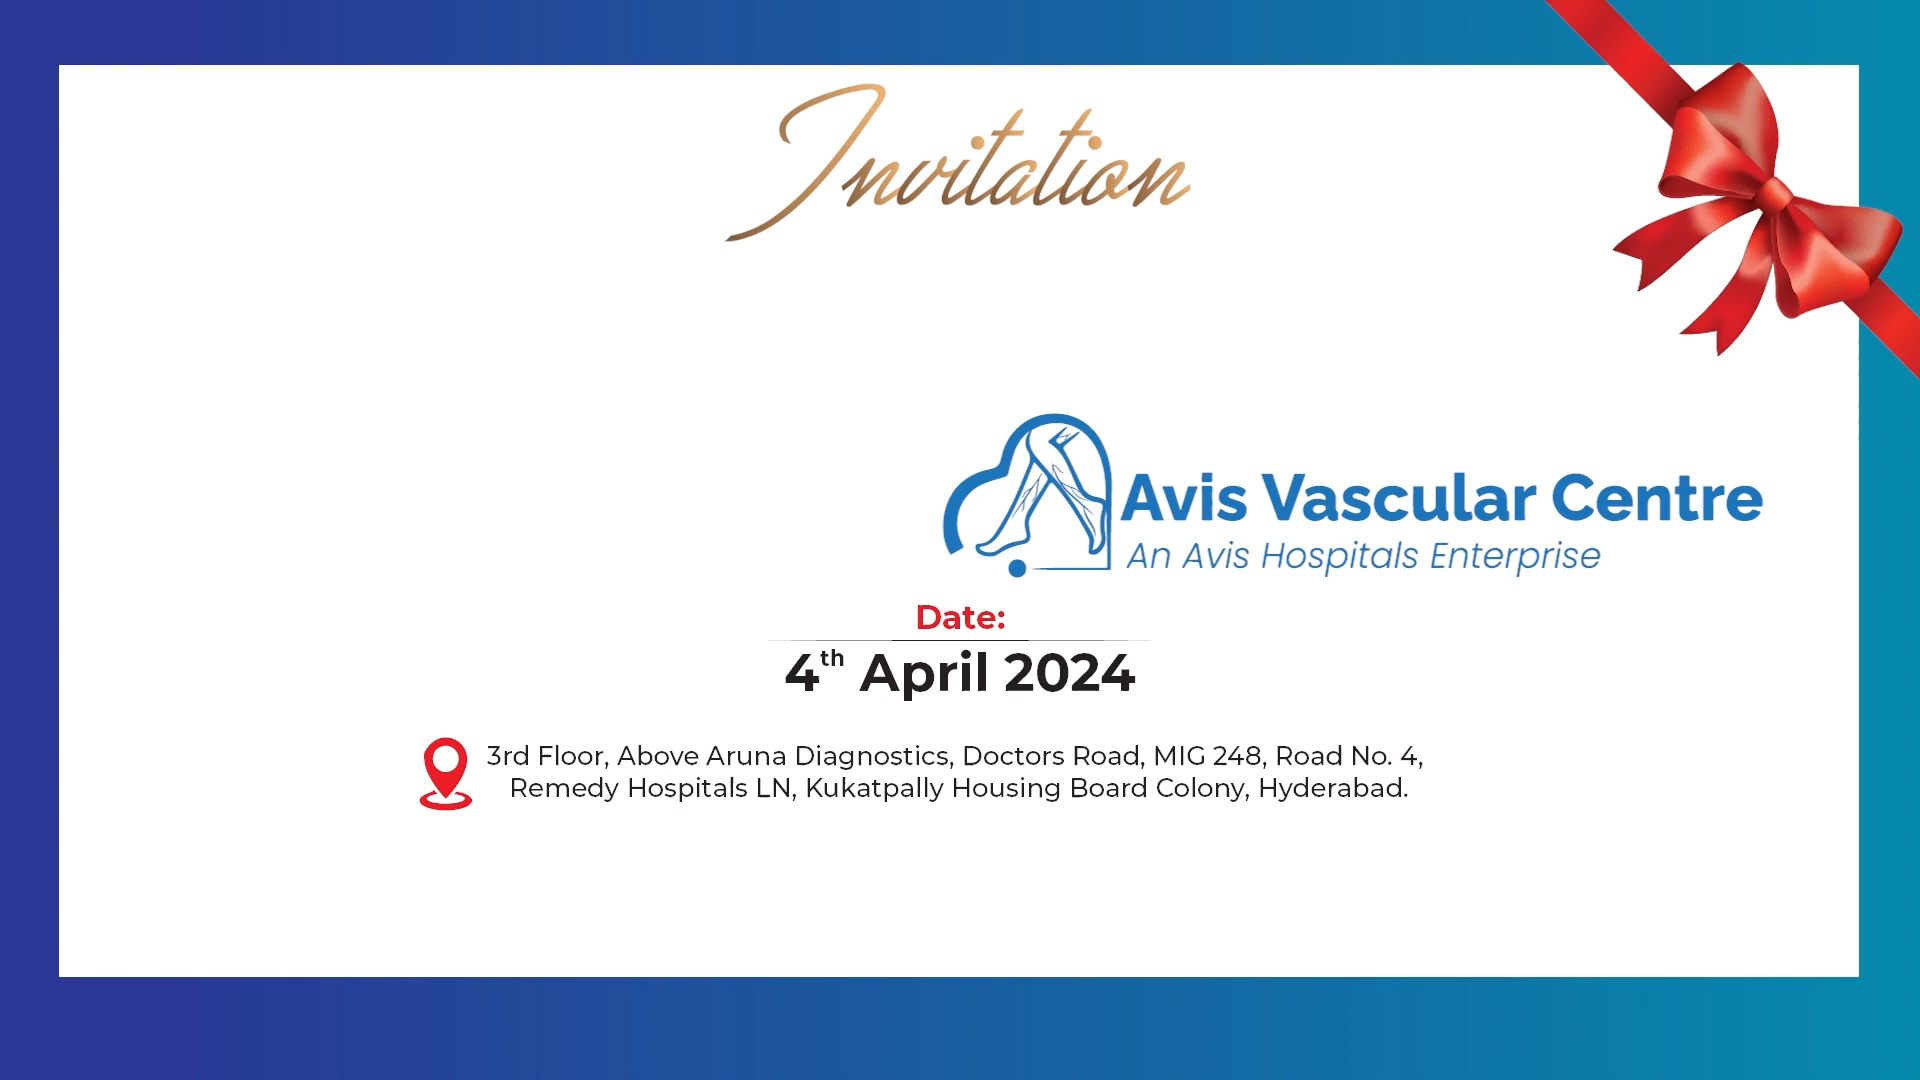 Invitation
Avis Vascular Centre
An Avis Hospitals Enterprise
Date:
4th April 2024
3rd Floor, Above Aruna Diagnostics, Doctors Road, MIG 248, Road No. 4,
Remedy Hospitals LN, Kukatpally Housing Board Colony, Hyderabad.